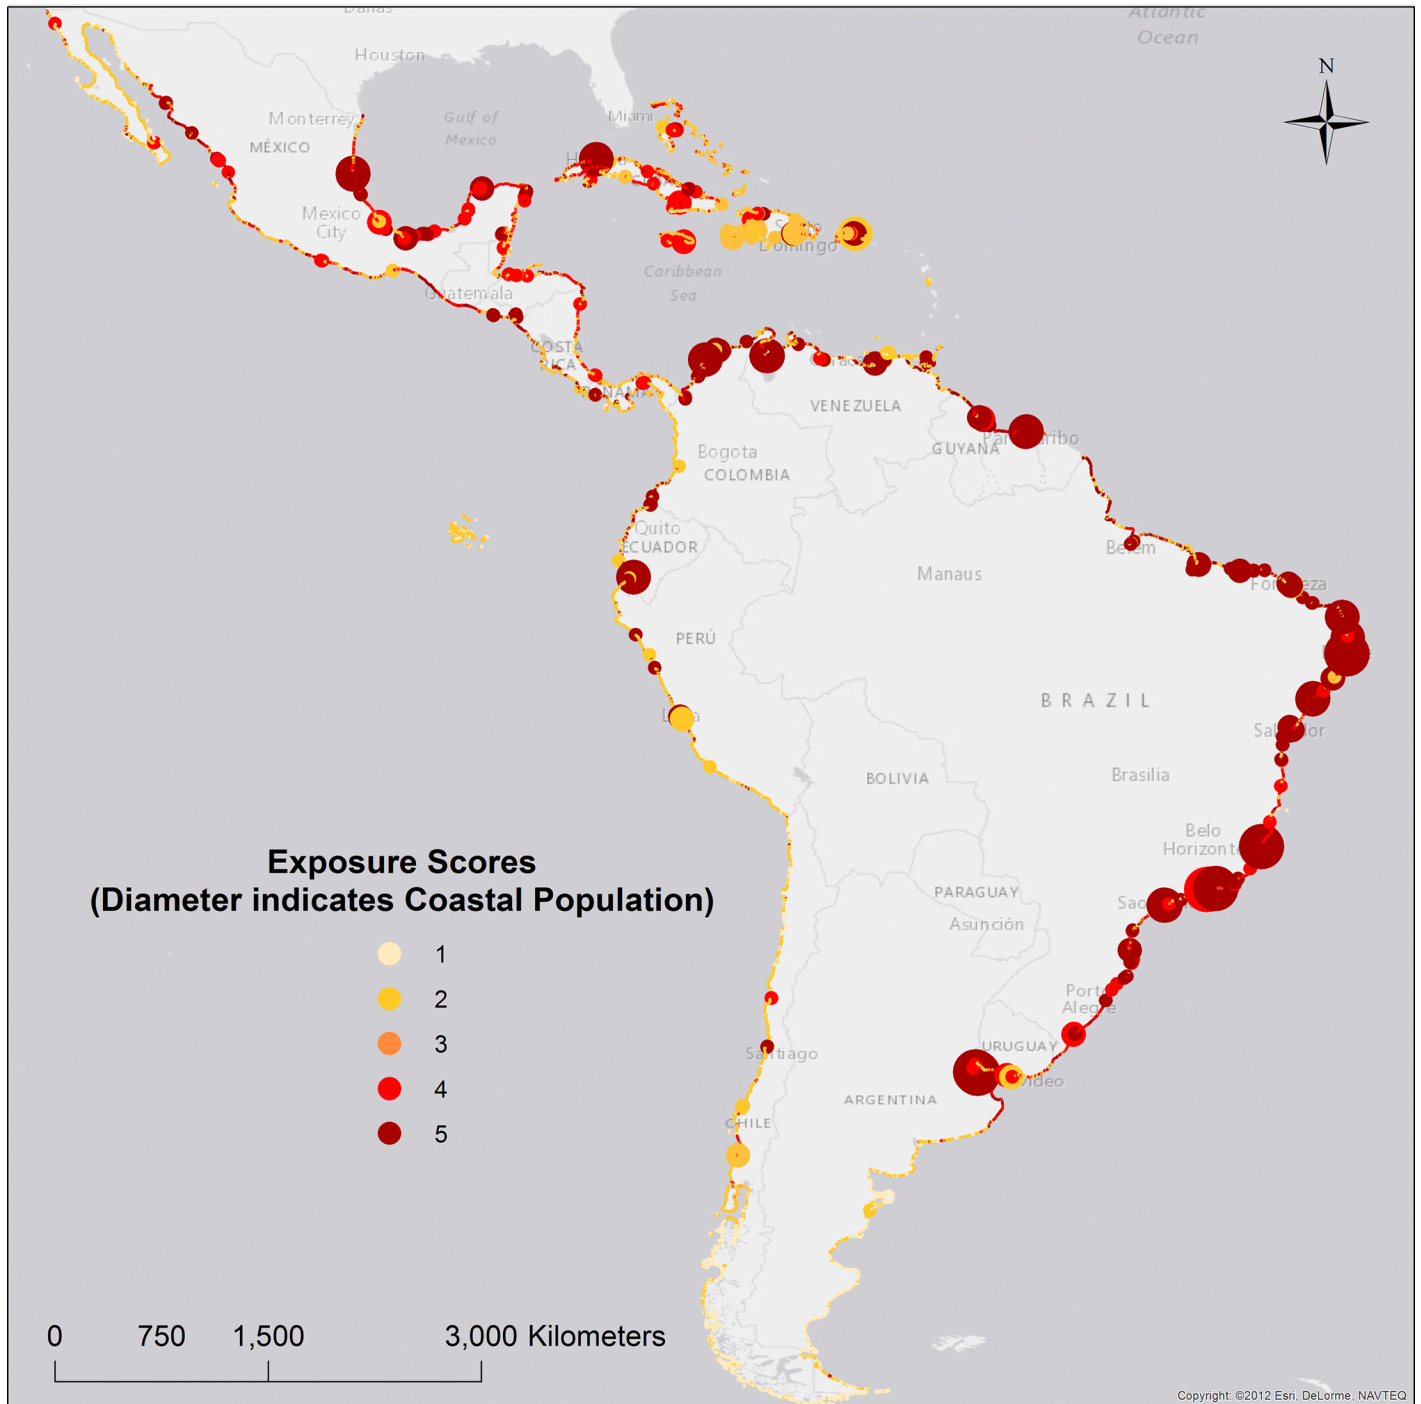 Dallas
Atlantic
Ocean
N
Houston
Monterrey
Gulf of
Mexico
Miami
MÉXICO
Mexico
City
Domingo
Caribbean
Sea
Guatemala
COSTA
RICA
PANAMA
VENEZUELA
Bogota
COLOMBIA
GUYANA
Quito
ECUADOR
Belem
Manaus
PERÚ
BRAZIL
BOLIVIA
Brasilia
Belo
Horizonte
PARAGUAY
Asunción
Porto
Alegre
URUGUAY
Santiago
ARGENTINA
CHILE
Exposure Scores
(Diameter indicates Coastal Population)
1
2
3
4
5
0 750 1,500 3,000 Kilometers
Copyright: ©2012 Esri, DeLorme, NAVTEQ